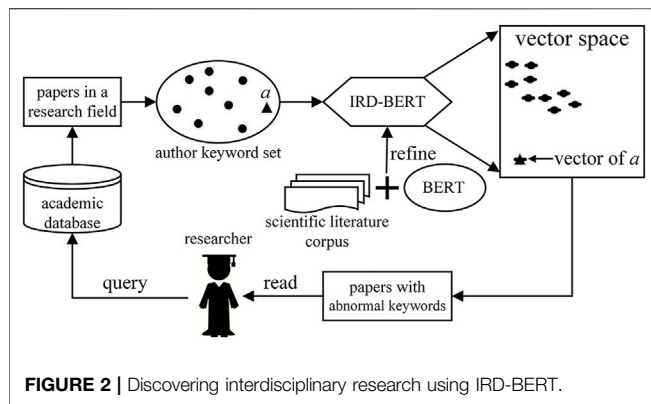 papers in a
research field
a
author keyword set
IRD-BERT
vector space
vector of a
refine
BERT
+
scientific literature
corpus
academic
database
researcher
query
read
papers with
abnormal keywords
FIGURE 2 | Discovering interdisciplinary research using IRD-BERT.